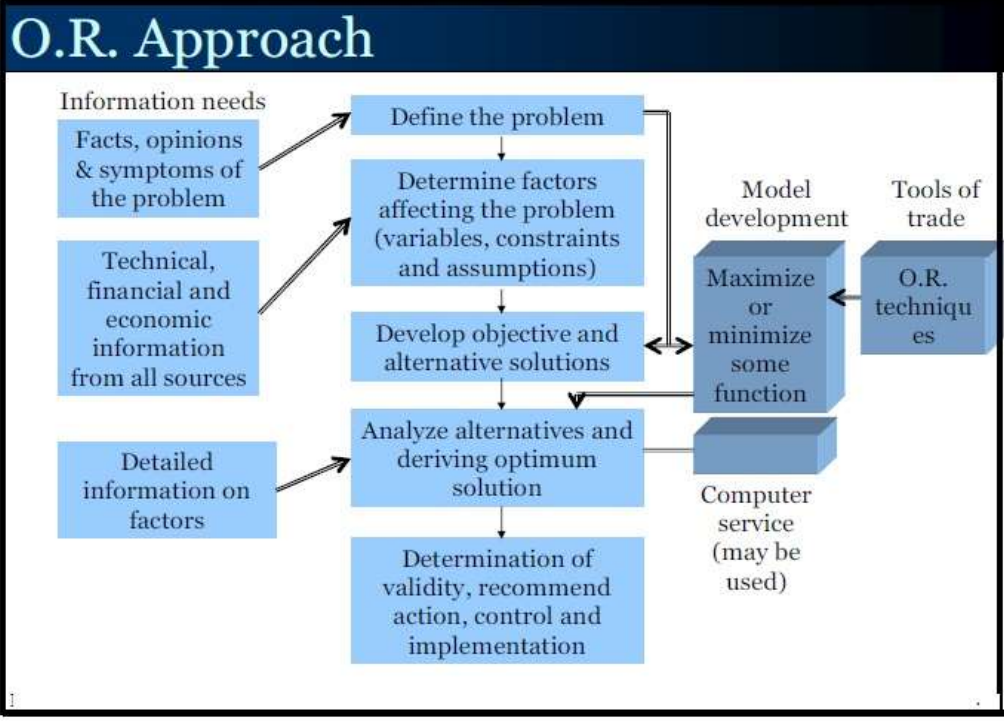 O.R. Approach
Information needs
Facts, opinions
& symptoms of
the problem
Technical,
financial and
economic
information
from all sources
Detailed
information on
factors
Define the problem
Determine factors
affecting the problem
(variables, constraints
and assumptions)
Develop objective and
alternative solutions
Analyze alternatives and
deriving optimum
solution
Determination of
validity, recommend
action, control and
implementation
Model
development
Maximize
or
minimize
some
function
Computer
service
(may be
used)
Tools of
trade
O.R.
techniqu
es